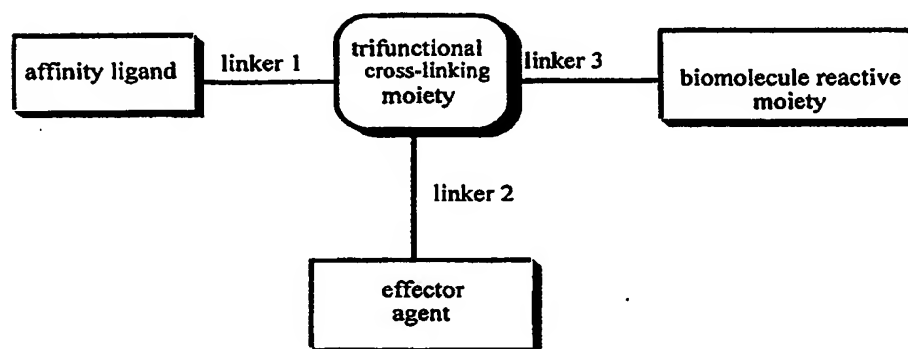 affinity ligand
linker 1
trifunctional
cross-linking
moiety
linker 3
biomolecule reactive
moiety
linker 2
effector
agent